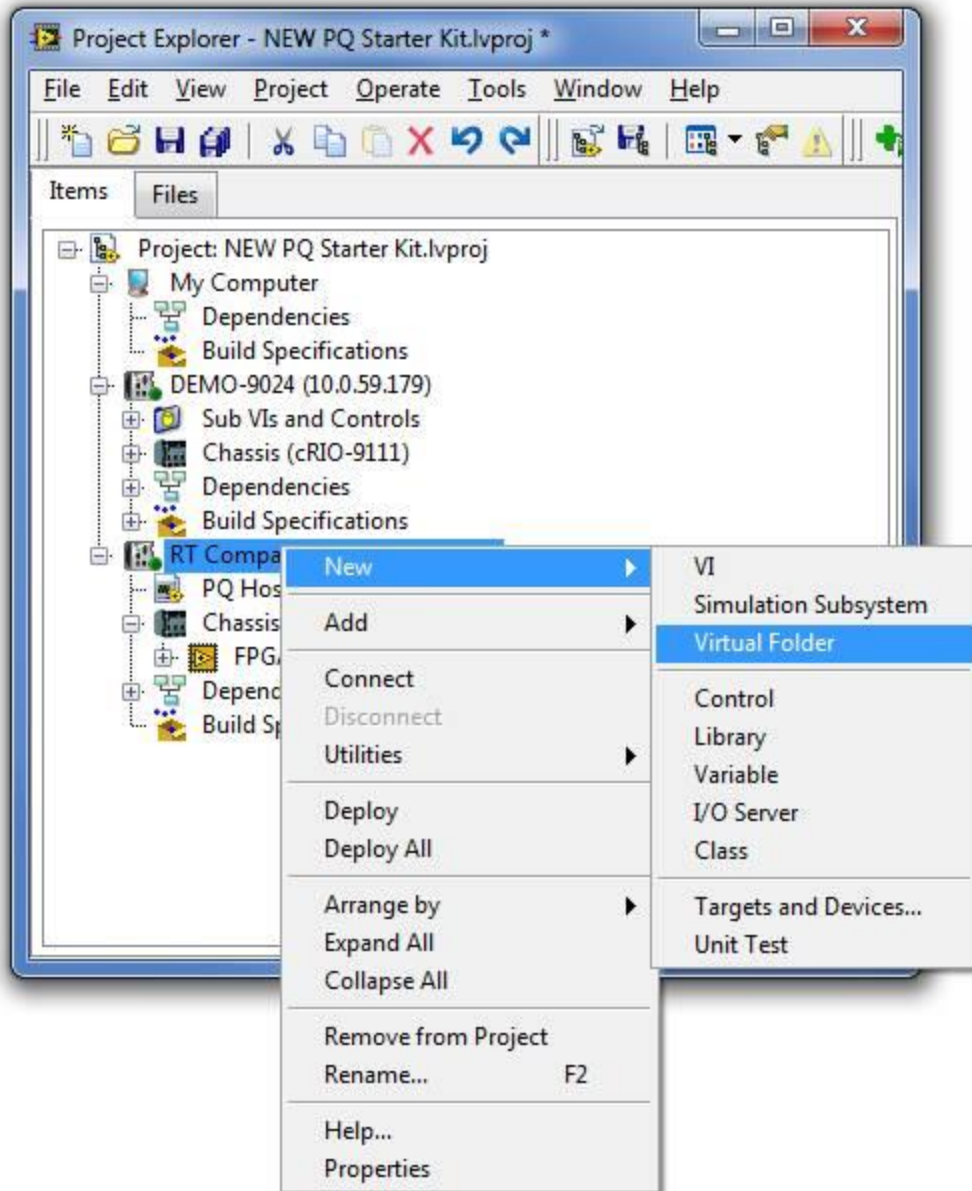 Project Explorer - NEW PQ Starter Kit.lvproj *
File Edit View Project Operate Tools Window Help
Items Files
Project: NEW PQ Starter Kit.lvproj
My Computer
Dependencies
Build Specifications
DEMO-9024 (10.0.59.179)
Sub VIs and Controls
Chassis (cRIO-9111)
Dependencies
Build Specifications
RT Compa
PQ Hos
Chassis
FPGA
Depend
Build Sp
New
Add
Connect
Disconnect
Utilities
Deploy
Deploy All
Arrange by
Expand All
Collapse All
Remove from Project
Rename... F2
Help...
Properties
VI
Simulation Subsystem
Virtual Folder
Control
Library
Variable
I/O Server
Class
Targets and Devices...
Unit Test